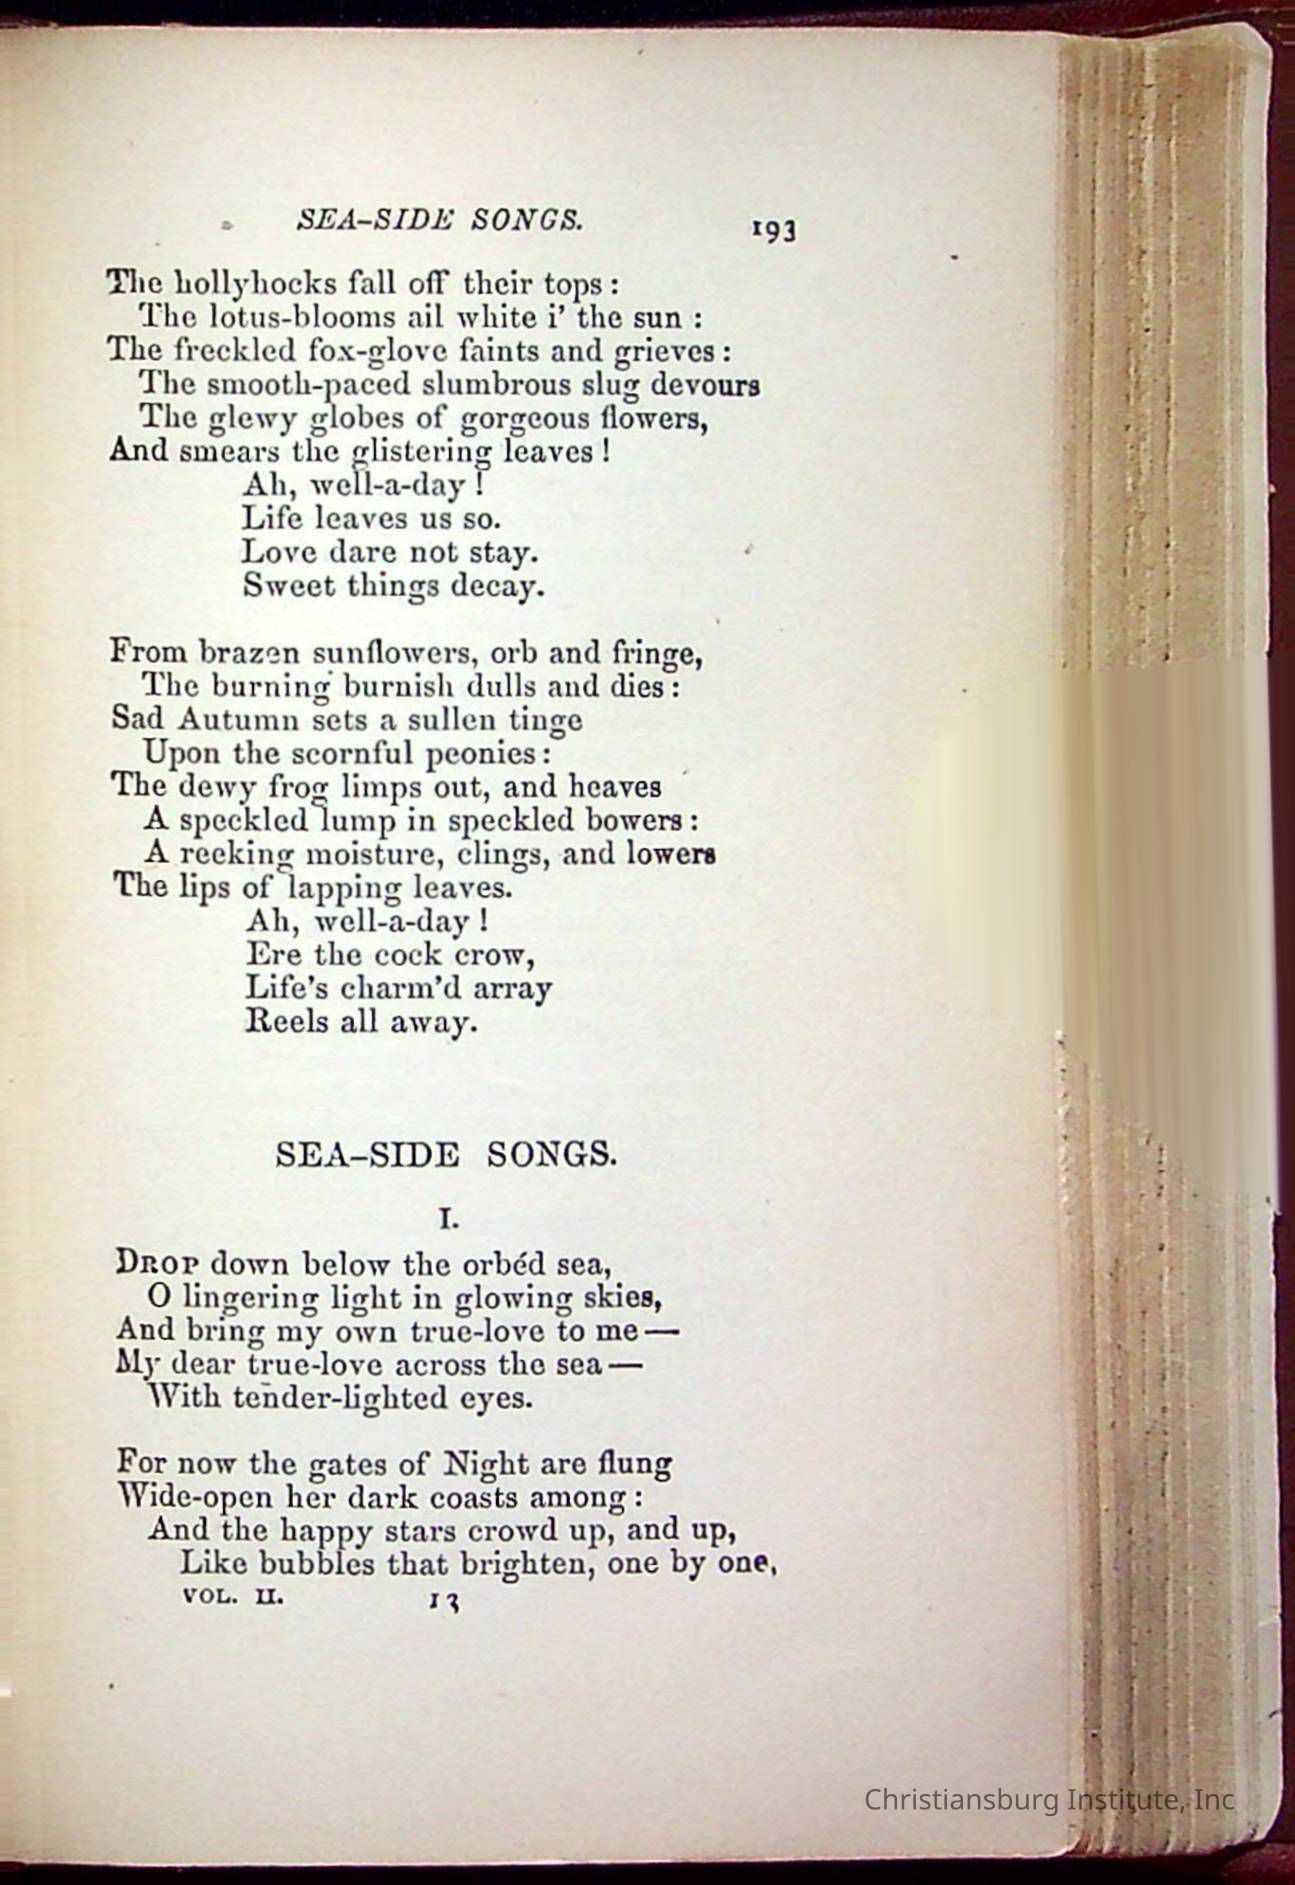 SEA-SIDE SONGS. 193
The hollyhocks fall off their tops:
The lotus-blooms ail white i' the sun:
The freckled fox-glove faints and grieves:
The smooth-paced slumbrous slug devours
The glewy globes of gorgeous flowers,
And smears the glistering leaves!
Ah, well-a-day!
Life leaves us so.
Love dare not stay.
Sweet things decay.
From brazen sunflowers, orb and fringe,
The burning burnish dulls and dies:
Sad Autumn sets a sullen tinge
Upon the scornful peonies:
The dewy frog limps out, and heaves
A speckled lump in speckled bowers:
A reeking moisture, clings, and lowers
The lips of lapping leaves.
Ah, well-a-day!
Ere the cock crow,
Life's charm'd array
Reels all away.
SEA-SIDE SONGS.
I.
DROP down below the orbéd sea,
O lingering light in glowing skies,
And bring my own true-love to me—
My dear true-love across the sea—
With tender-lighted eyes.
For now the gates of Night are flung
Wide-open her dark coasts among:
And the happy stars crowd up, and up,
Like bubbles that brighten, one by one,
VOL. II. 13
Christiansburg Institute, Inc